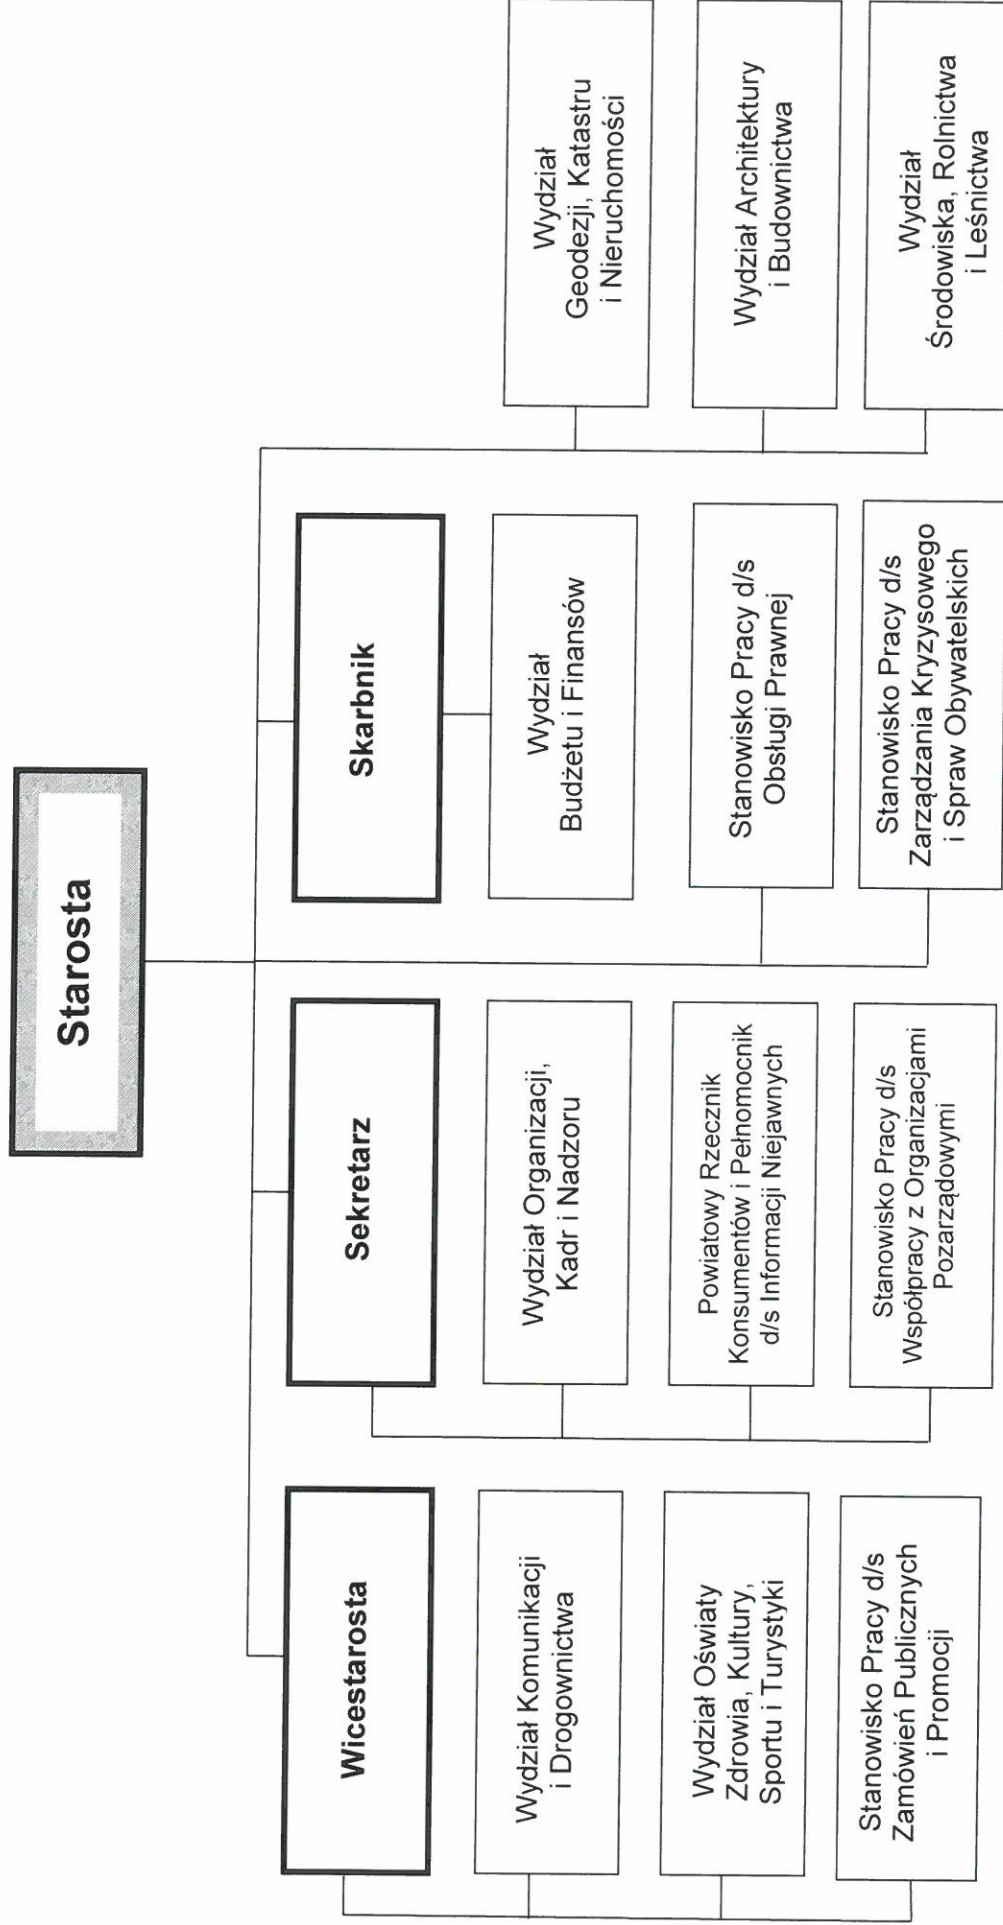 Starosta
Wicestarosta
Wydział Komunikacji
i Drogownictwa
Wydział Oświaty
Zdrowia, Kultury,
Sportu i Turystyki
Stanowisko Pracy d/s
Zamówień Publicznych
i Promocji
Sekretarz
Wydział Organizacji,
Kadr i Nadzoru
Powiatowy Rzecznik
Konsumentów i Pełnomocnik
d/s Informacji Niejawnych
Stanowisko Pracy d/s
Współpracy z Organizacjami
Pozarządowymi
Skarbnik
Wydział
Budżetu i Finansów
Stanowisko Pracy d/s
Obsługi Prawnej
Stanowisko Pracy d/s
Zarządzania Kryzysowego
i Spraw Obywatelskich
Wydział
Geodezji, Katastru
i Nieruchomości
Wydział Architektury
i Budownictwa
Wydział
Środowiska, Rolnictwa
i Leśnictwa